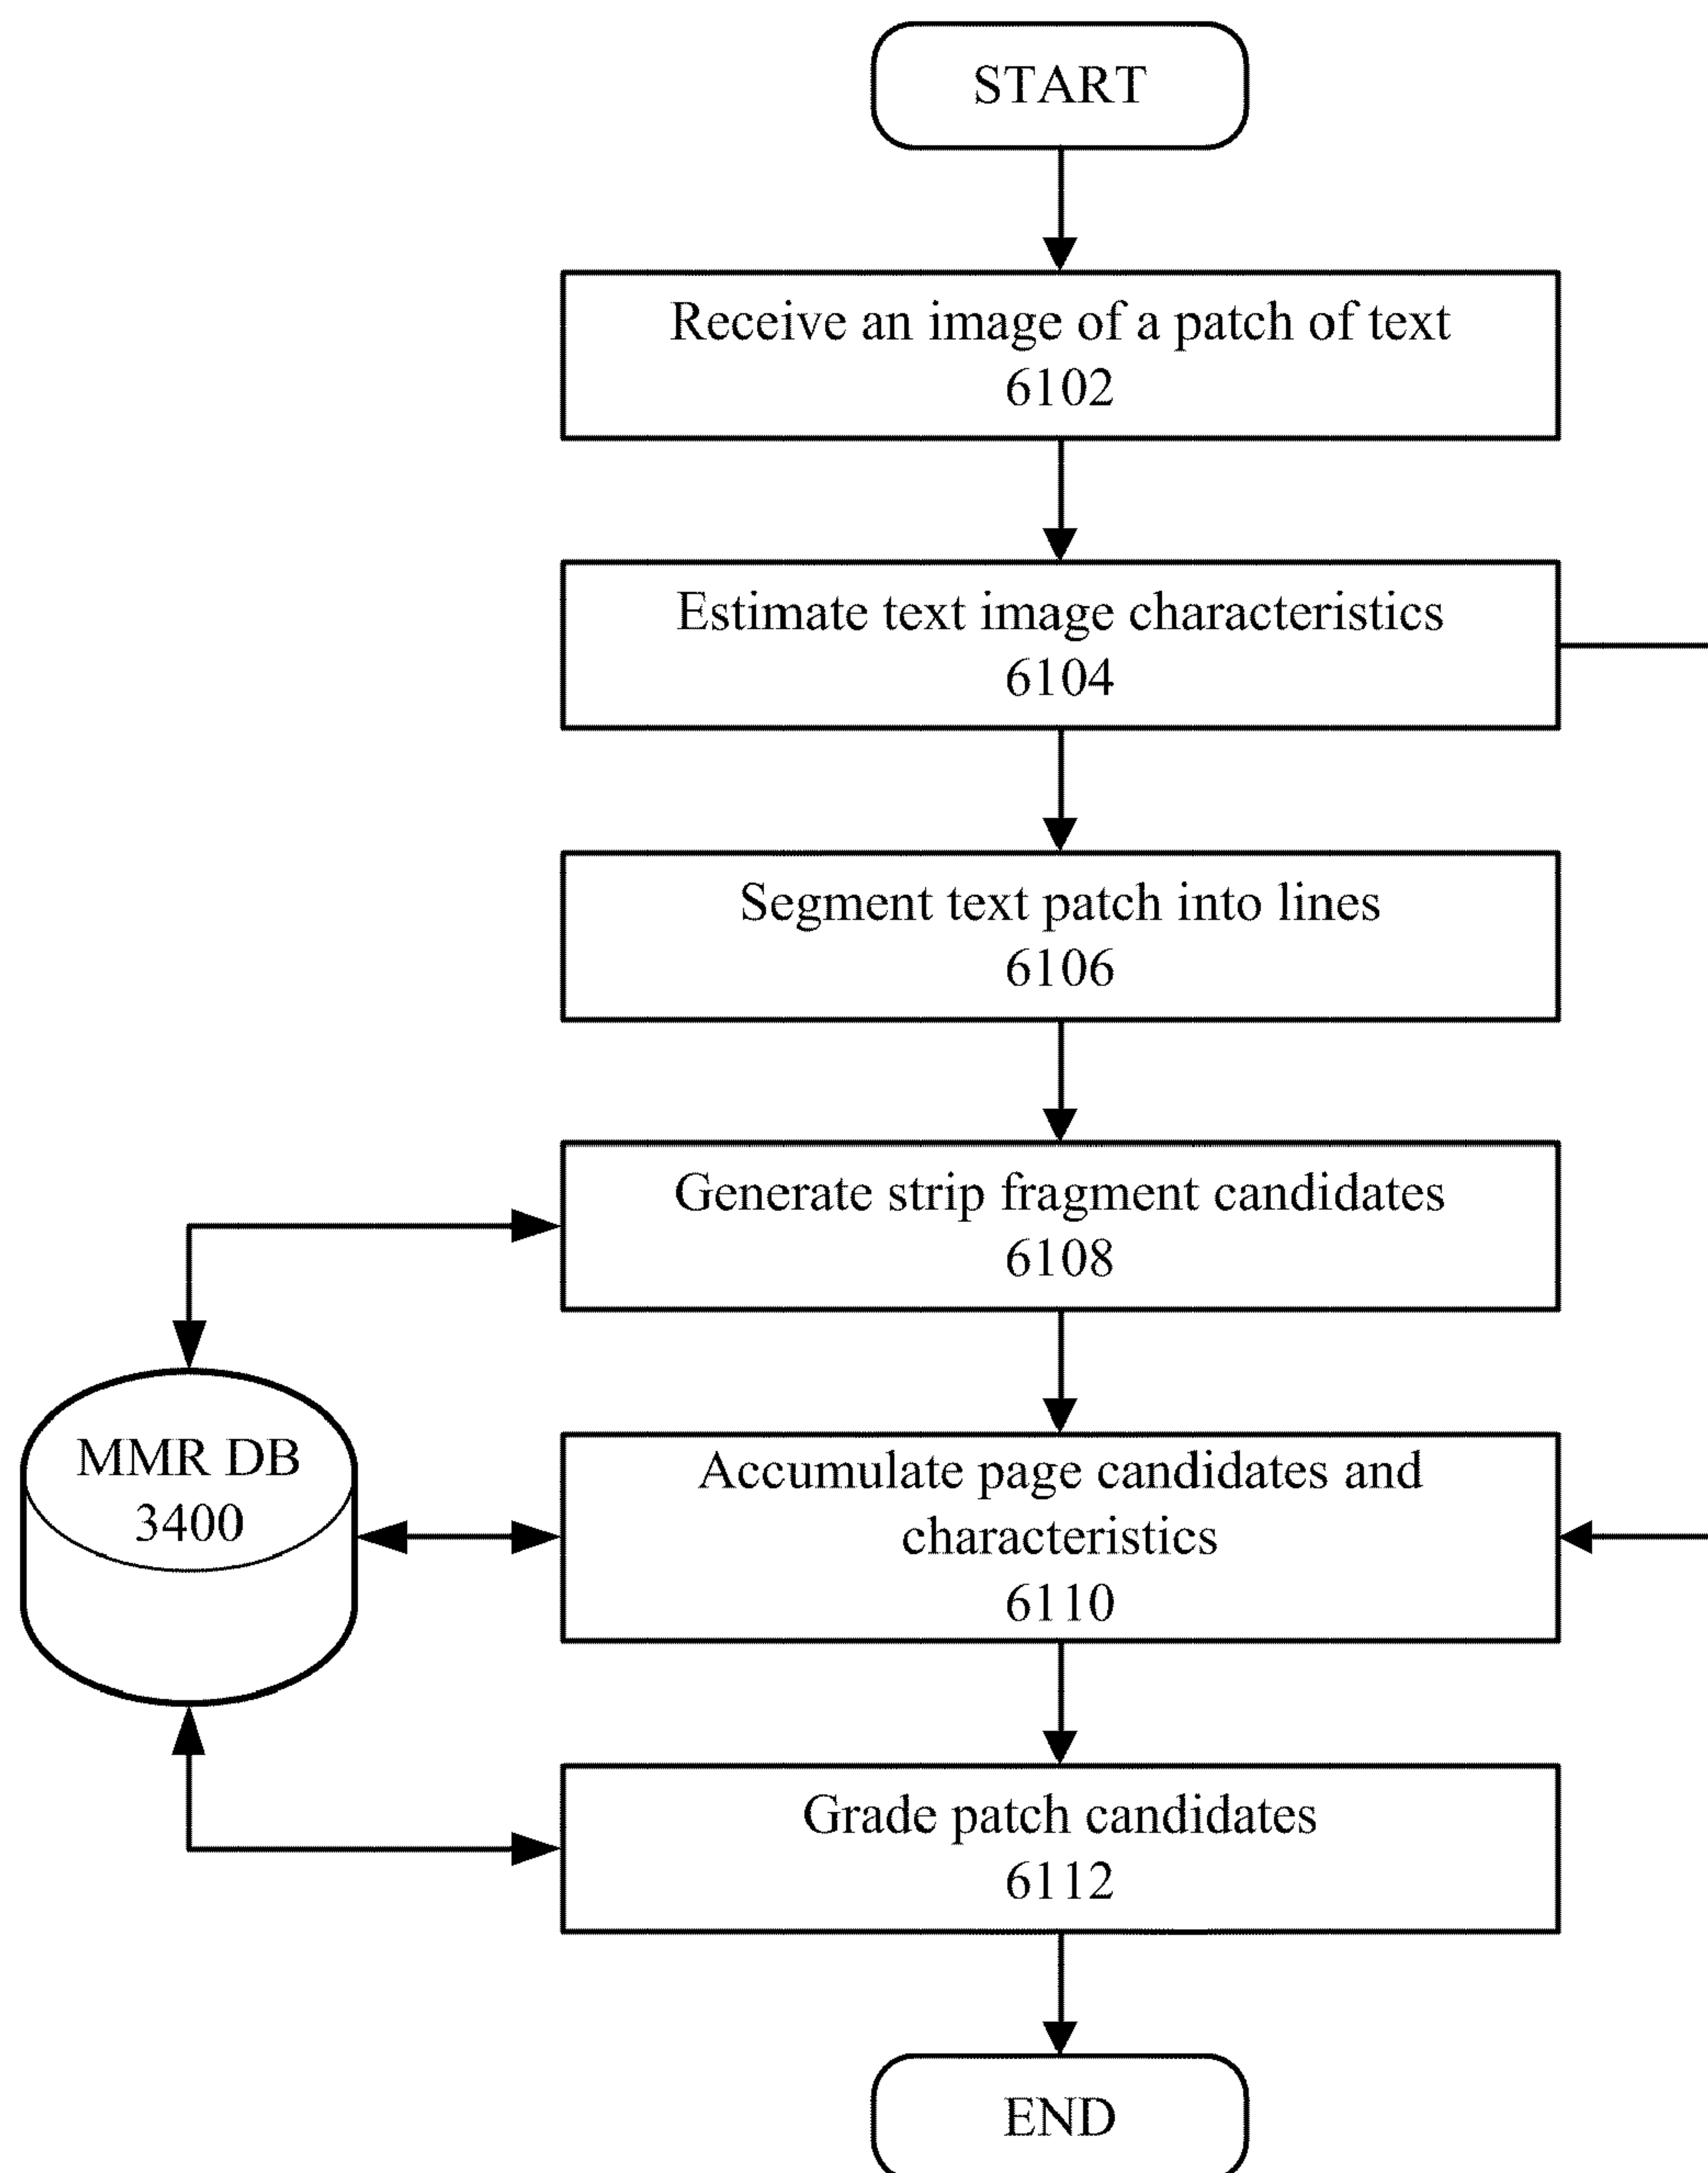 START
Receive an image of a patch of text
6102
Estimate text image characteristics
6104
Segment text patch into lines
6106
Generate strip fragment candidates
6108
MMR DB
3400
Accumulate page candidates and
characteristics
6110
Grade patch candidates
6112
END